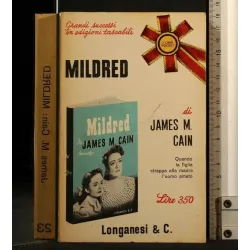 Grandi successi
in edizioni tascabili
MILDRED
di
JAMES M.
CAIN
Quando
la figlia
strappa alla madre
l'uomo amato
Lire 350
Mildred
JAMES M. CAIN
Longanesi & C.
James M. Cain: MILDRED
53